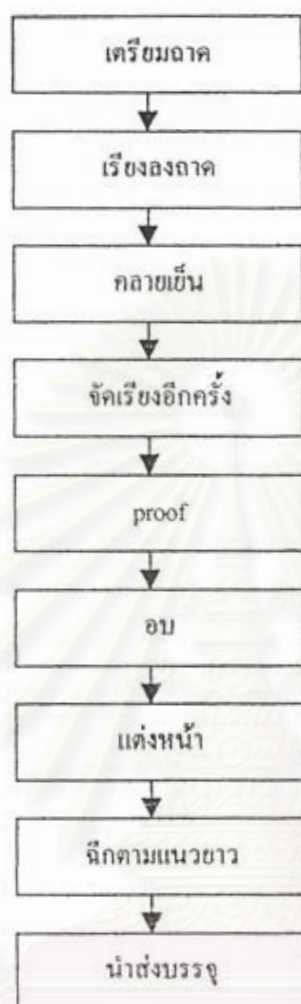 เตรียมถาด
เรียงลงถาด
คลายเย็น
จัดเรียงอีกครั้ง
proof
อบ
แต่งหน้า
ฉีกตามแนวยาว
นำส่งบรรจุ